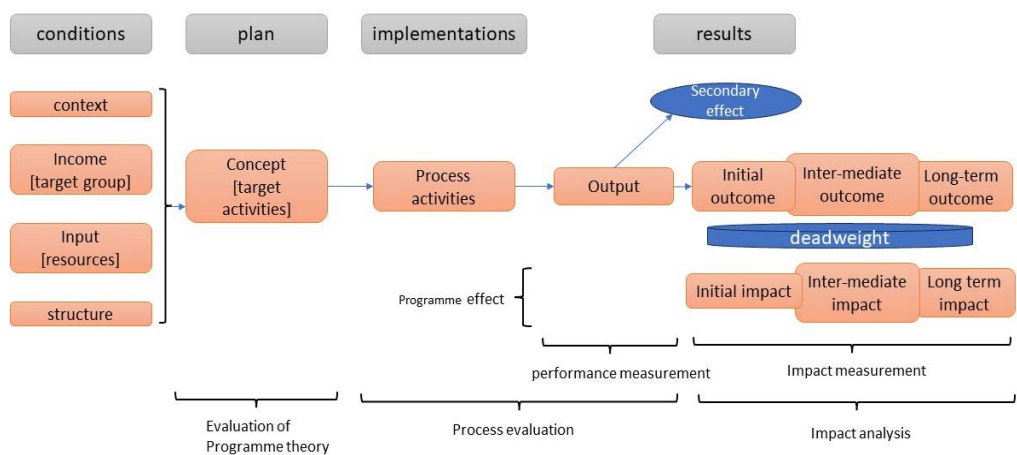 conditions
plan
implementations
results
context
Income
[target group]
Input
[resources]
structure
Concept
[target
activities]
Process
activities
Output
Secondary
effect
Initial
outcome
Inter-mediate
outcome
Long-term
outcome
deadweight
Programme effect
Initial impact
Inter-mediate
impact
Long term
impact
performance measurement
Impact measurement
Evaluation of
Programme theory
Process evaluation
Impact analysis